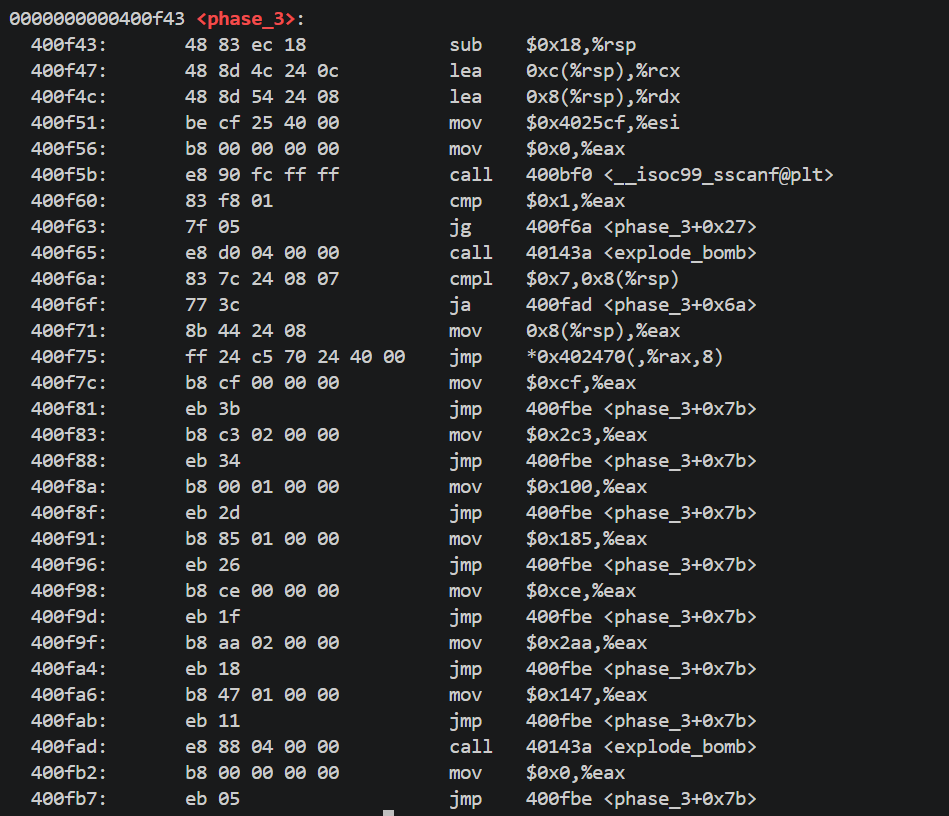 0000000000400f43 <phase_3>:
400f43: 48 83 ec 18 sub $0x18,%rsp
400f47: 48 8d 4c 24 0c lea 0xc(%rsp),%rcx
400f4c: 48 8d 54 24 08 lea 0x8(%rsp),%rdx
400f51: be cf 25 40 00 mov $0x4025cf,%esi
400f56: b8 00 00 00 00 mov $0x0,%eax
400f5b: e8 90 fc ff ff call 400bf0 <__isoc99_sscanf@plt>
400f60: 83 f8 01 cmp $0x1,%eax
400f63: 7f 05 jg 400f6a <phase_3+0x27>
400f65: e8 d0 04 00 00 call 40143a <explode_bomb>
400f6a: 83 7c 24 08 07 cmpl $0x7,0x8(%rsp)
400f6f: 77 3c ja 400fad <phase_3+0x6a>
400f71: 8b 44 24 08 mov 0x8(%rsp),%eax
400f75: ff 24 c5 70 24 40 00 jmp *0x402470(,%rax,8)
400f7c: b8 cf 00 00 00 mov $0xcf,%eax
400f81: eb 3b jmp 400fbe <phase_3+0x7b>
400f83: b8 c3 02 00 00 mov $0x2c3,%eax
400f88: eb 34 jmp 400fbe <phase_3+0x7b>
400f8a: b8 00 01 00 00 mov $0x100,%eax
400f8f: eb 2d jmp 400fbe <phase_3+0x7b>
400f91: b8 85 01 00 00 mov $0x185,%eax
400f96: eb 26 jmp 400fbe <phase_3+0x7b>
400f98: b8 ce 00 00 00 mov $0xce,%eax
400f9d: eb 1f jmp 400fbe <phase_3+0x7b>
400f9f: b8 aa 02 00 00 mov $0x2aa,%eax
400fa4: eb 18 jmp 400fbe <phase_3+0x7b>
400fa6: b8 47 01 00 00 mov $0x147,%eax
400fab: eb 11 jmp 400fbe <phase_3+0x7b>
400fad: e8 88 04 00 00 call 40143a <explode_bomb>
400fb2: b8 00 00 00 00 mov $0x0,%eax
400fb7: eb 05 jmp 400fbe <phase_3+0x7b>